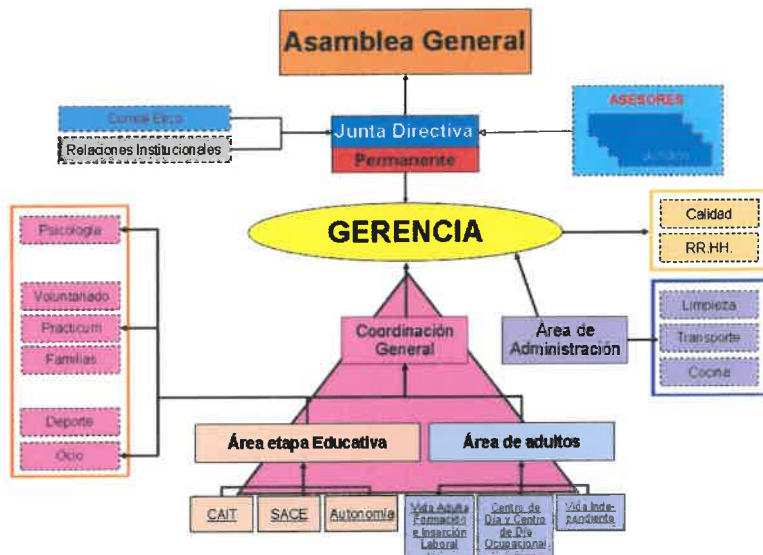 Asamblea General
ASESORES
Comité Ético
Junta Directiva
Jurídico
Relaciones Institucionales
Permanente
Calidad
GERENCIA
RR.HH.
Psicología
Voluntariado
Practicum
Familias
Deporte
Ocio
Coordinación
General
Área de
Administración
Limpieza
Transporte
Cocina
Área etapa Educativa
Área de adultos
CAIT
SACE
Autonomía
Vida Adulta
Formación
e Inserción
Laboral
Centro de
Día y Centro
de Día
Ocupacional
Vida Inde-
pendiente